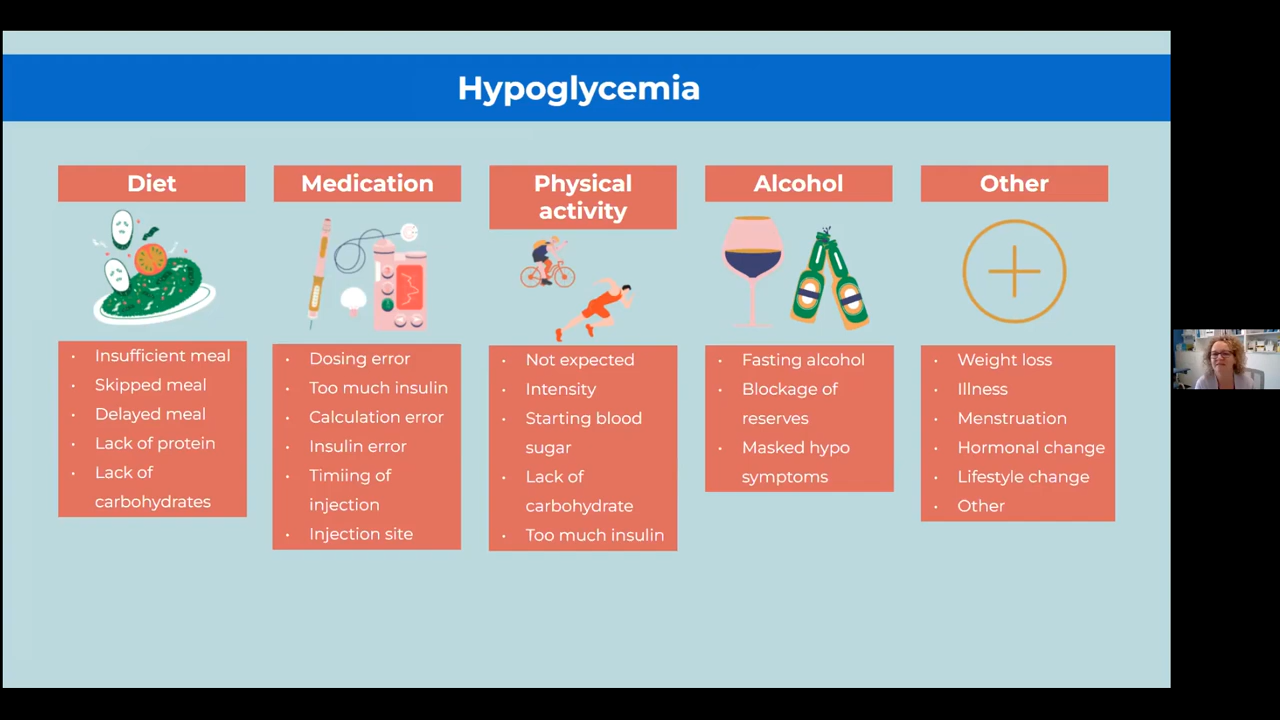 Hypoglycemia
Diet
Insufficient meal
Skipped meal
Delayed meal
Lack of protein
Lack of
carbohydrates
Medication
Dosing error
Too much insulin
Calculation error
Insulin error
Timiing of
injection
Injection site
Physical
activity
Not expected
Intensity
Starting blood
sugar
Lack of
carbohydrate
Too much insulin
Alcohol
Fasting alcohol
Blockage of
reserves
Masked hypo
symptoms
Other
Weight loss
Illness
Menstruation
Hormonal change
Lifestyle change
Other